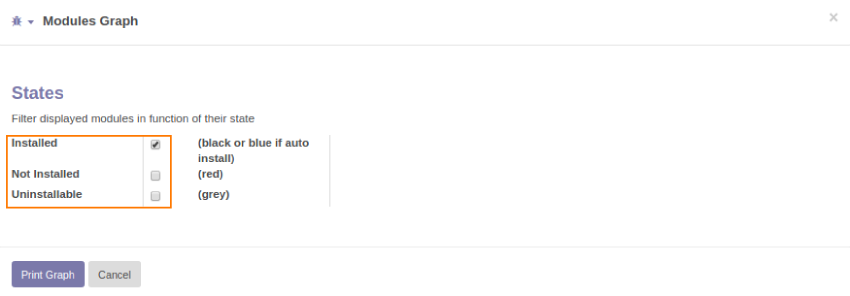 Modules Graph
×
States
Filter displayed modules in function of their state
Installed (black or blue if auto
install)
Not Installed (red)
Uninstallable (grey)
Print Graph Cancel